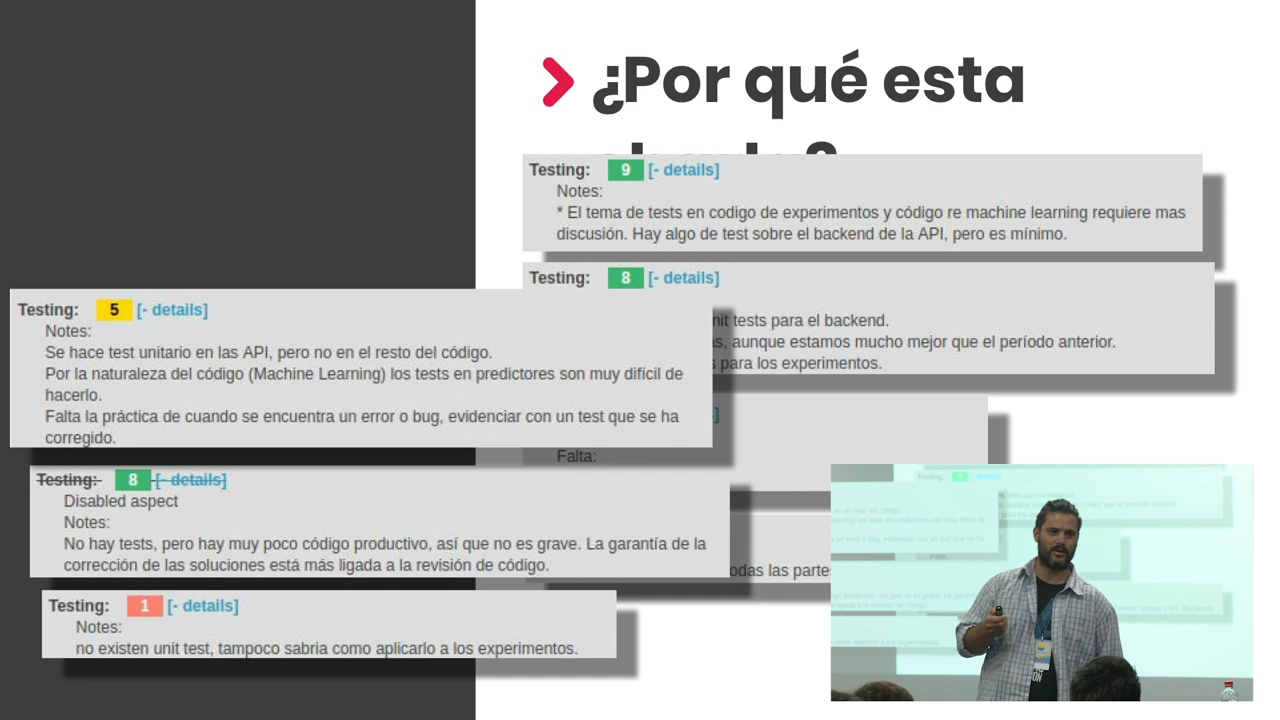 ¿Por qué esta
Testing: 9 [- details]
Notes:
* El tema de tests en codigo de experimentos y código re machine learning requiere mas
discusión. Hay algo de test sobre el backend de la API, pero es mínimo.
Testing: 8 [- details]
tests para el backend.
aunque estamos mucho mejor que el período anterior.
para los experimentos.
Testing: 5 [- details]
Notes:
Se hace test unitario en las API, pero no en el resto del código.
Por la naturaleza del código (Machine Learning) los tests en predictores son muy difícil de
hacerlo.
Falta la práctica de cuando se encuentra un error o bug, evidenciar con un test que se ha
corregido.
Falta:
Testing: 8 [- details]
Disabled aspect
Notes:
No hay tests, pero hay muy poco código productivo, así que no es grave. La garantía de la
corrección de las soluciones está más ligada a la revisión de código.
las partes
Testing: 1 [- details]
Notes:
no existen unit test, tampoco sabria como aplicarlo a los experimentos.